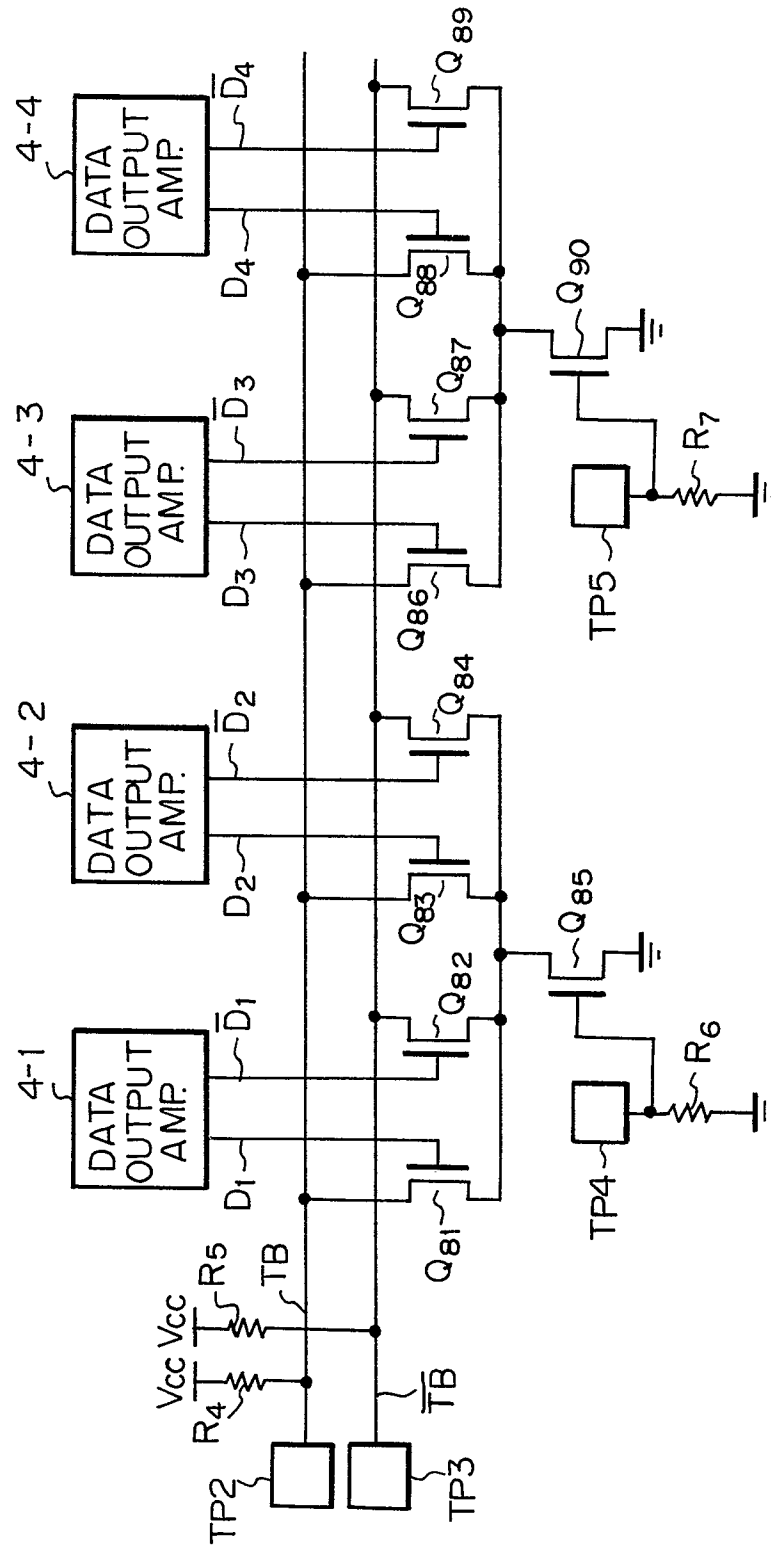 4-1
4-2
4-3
4-4
DATA
OUTPUT
AMP.
DATA
OUTPUT
AMP.
DATA
OUTPUT
AMP.
DATA
OUTPUT
AMP.
D1
D̅1
D2
D̅2
D3
D̅3
D4
D̅4
Vcc
Vcc
R4
R5
TB
T̅B̅
TP2
TP3
Q81
Q82
Q83
Q84
Q86
Q87
Q88
Q89
Q85
Q90
TP4
R6
TP5
R7